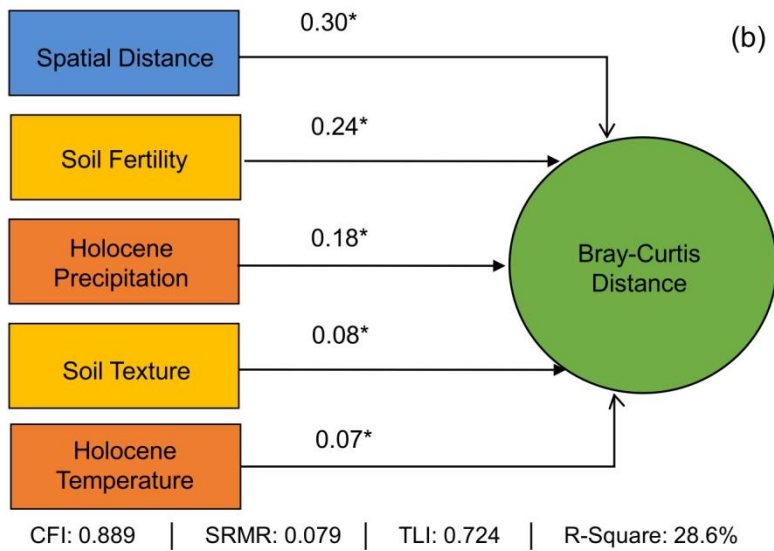 0.30*
(b)
Spatial Distance
0.24*
Soil Fertility
0.18*
Holocene
Precipitation
Bray-Curtis
Distance
0.08*
Soil Texture
0.07*
Holocene
Temperature
CFI: 0.889 | SRMR: 0.079 | TLI: 0.724 | R-Square: 28.6%